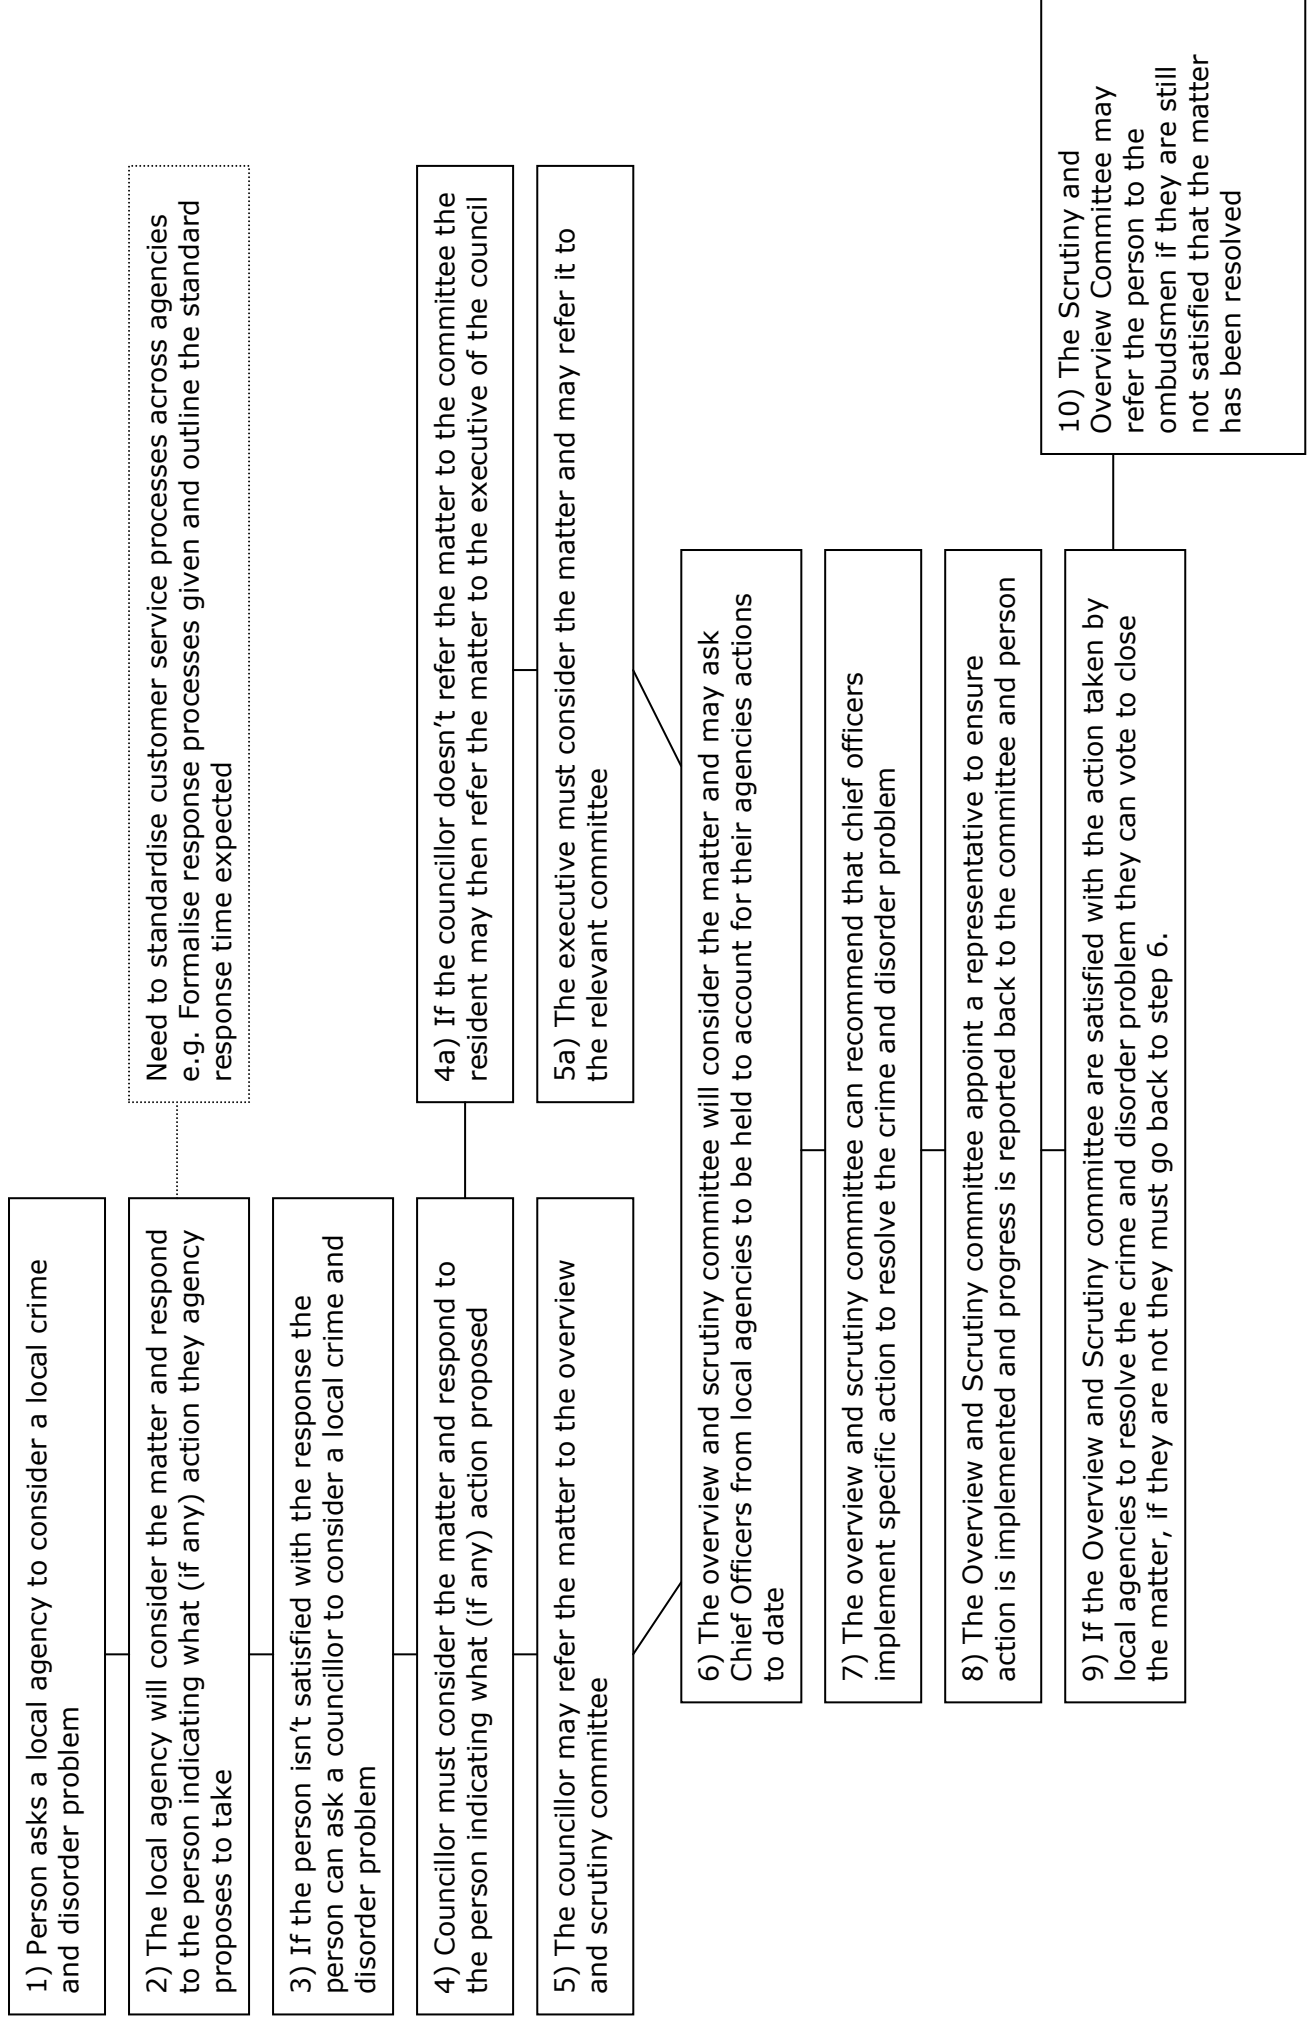 1) Person asks a local agency to consider a local crime
and disorder problem
2) The local agency will consider the matter and respond
to the person indicating what (if any) action they agency
proposes to take
Need to standardise customer service processes across agencies
e.g. Formalise response processes given and outline the standard
response time expected
3) If the person isn’t satisfied with the response the
person can ask a councillor to consider a local crime and
disorder problem
4) Councillor must consider the matter and respond to
the person indicating what (if any) action proposed
4a) If the councillor doesn’t refer the matter to the committee the
resident may then refer the matter to the executive of the council
5) The councillor may refer the matter to the overview
and scrutiny committee
5a) The executive must consider the matter and may refer it to
the relevant committee
6) The overview and scrutiny committee will consider the matter and may ask
Chief Officers from local agencies to be held to account for their agencies actions
to date
7) The overview and scrutiny committee can recommend that chief officers
implement specific action to resolve the crime and disorder problem
8) The Overview and Scrutiny committee appoint a representative to ensure
action is implemented and progress is reported back to the committee and person
9) If the Overview and Scrutiny committee are satisfied with the action taken by
local agencies to resolve the crime and disorder problem they can vote to close
the matter, if they are not they must go back to step 6.
10) The Scrutiny and
Overview Committee may
refer the person to the
ombudsmen if they are still
not satisfied that the matter
has been resolved